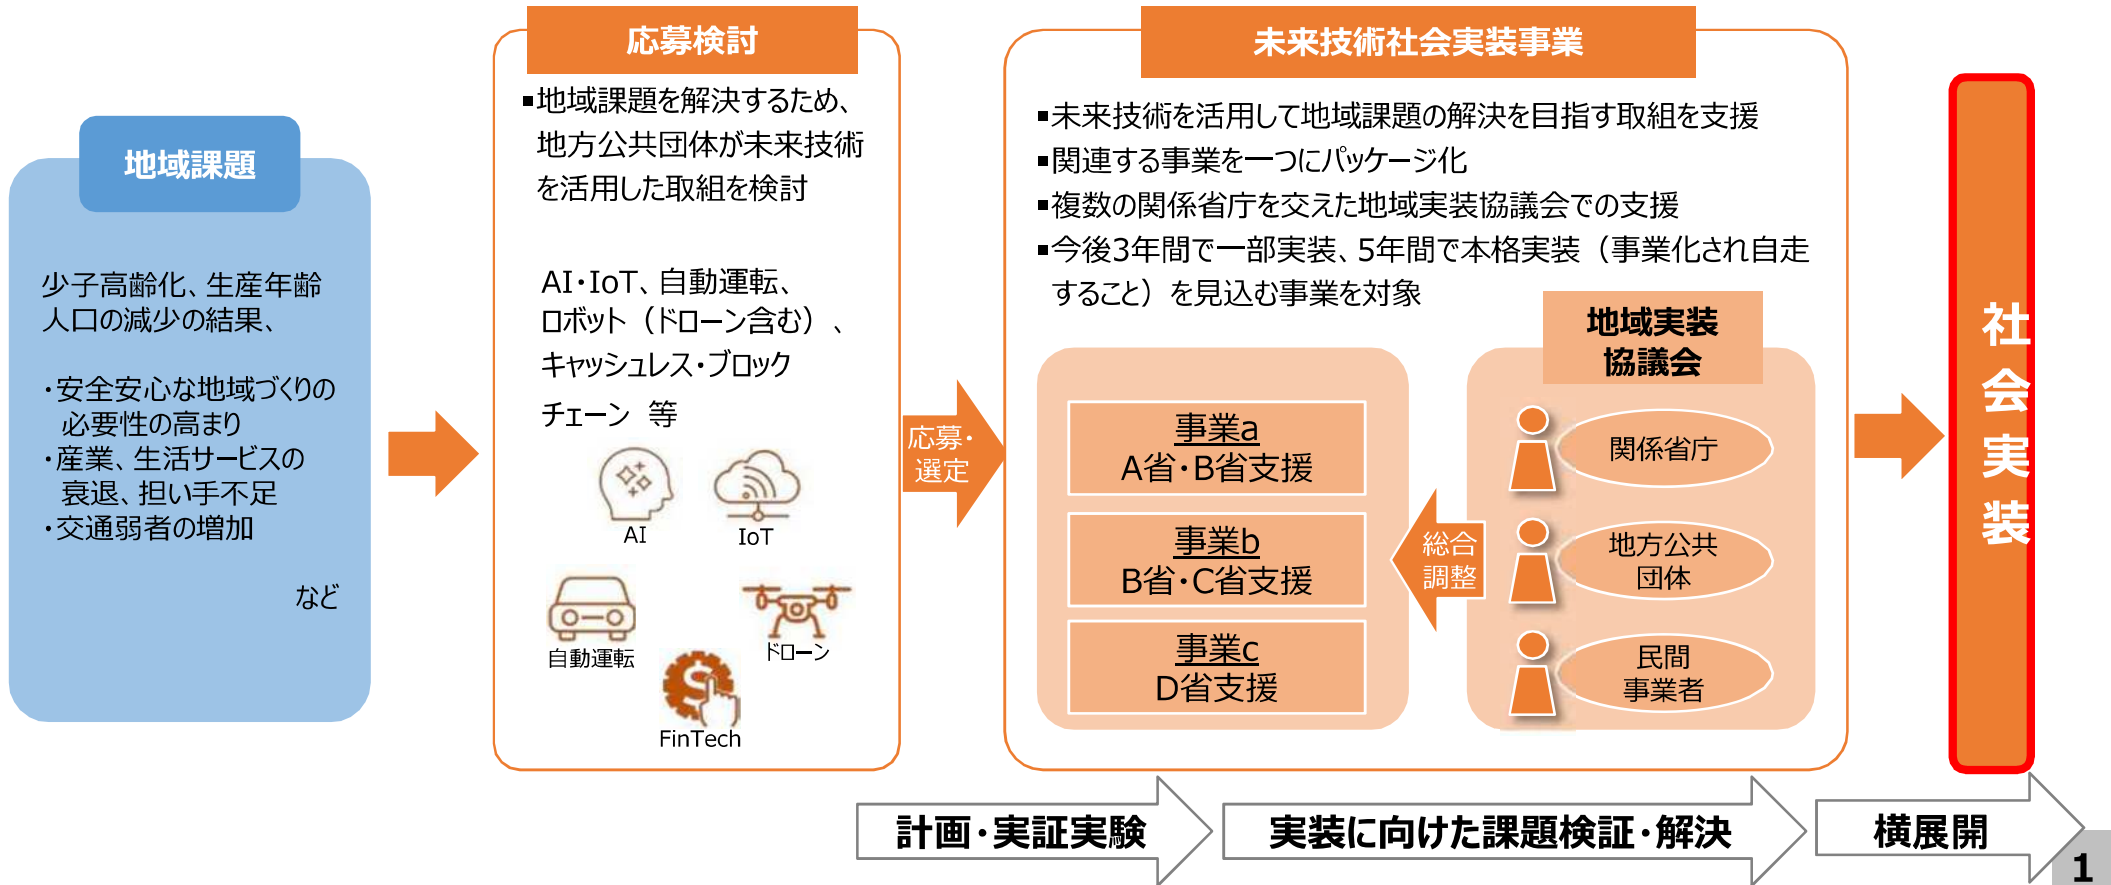 地域課題
少子高齢化、生産年齢
人口の減少の結果、
・安全安心な地域づくりの
必要性の高まり
・産業、生活サービスの
衰退、担い手不足
・交通弱者の増加
など
応募検討
▪地域課題を解決するため、
地方公共団体が未来技術
を活用した取組を検討
AI・IoT、自動運転、
ロボット（ドローン含む）、
キャッシュレス・ブロック
チェーン 等
AI
IoT
自動運転
ドローン
FinTech
応募・
選定
未来技術社会実装事業
▪未来技術を活用して地域課題の解決を目指す取組を支援
▪関連する事業を一つにパッケージ化
▪複数の関係省庁を交えた地域実装協議会での支援
▪今後3年間で一部実装、5年間で本格実装（事業化され自走
すること）を見込む事業を対象
事業a
A省・B省支援
事業b
B省・C省支援
事業c
D省支援
総合
調整
地域実装
協議会
関係省庁
地方公共
団体
民間
事業者
社会実装
計画・実証実験
実装に向けた課題検証・解決
横展開
1